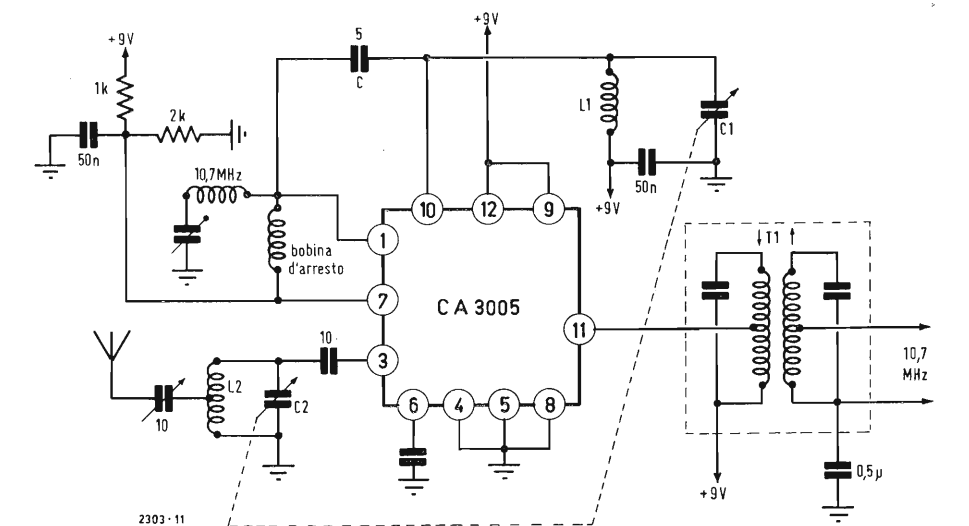 5
+9V
+9V
1k
C
L1
C1
2k
50n
50n
10,7MHz
+9V
10
12
9
1
T1
bobina
d'arresto
7
CA3005
11
10
3
10,7
MHz
L2
C2
6
4
5
8
10
0,5µ
+9V
2303-11